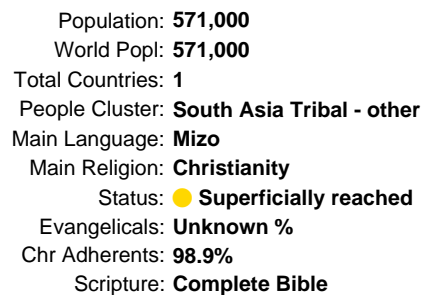 Population: 571,000
World Popl: 571,000
Total Countries: 1
People Cluster: South Asia Tribal - other
Main Language: Mizo
Main Religion: Christianity
Status: Superficially reached
Evangelicals: Unknown %
Chr Adherents: 98.9%
Scripture: Complete Bible